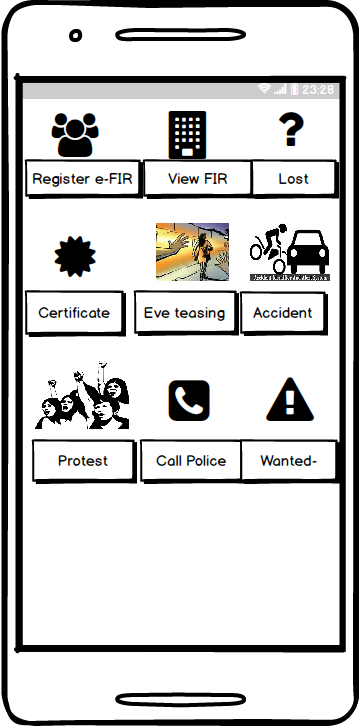 23:28
Register e-FIR
View FIR
Lost
Certificate
Eve teasing
Accident
Protest
Call Police
Wanted-